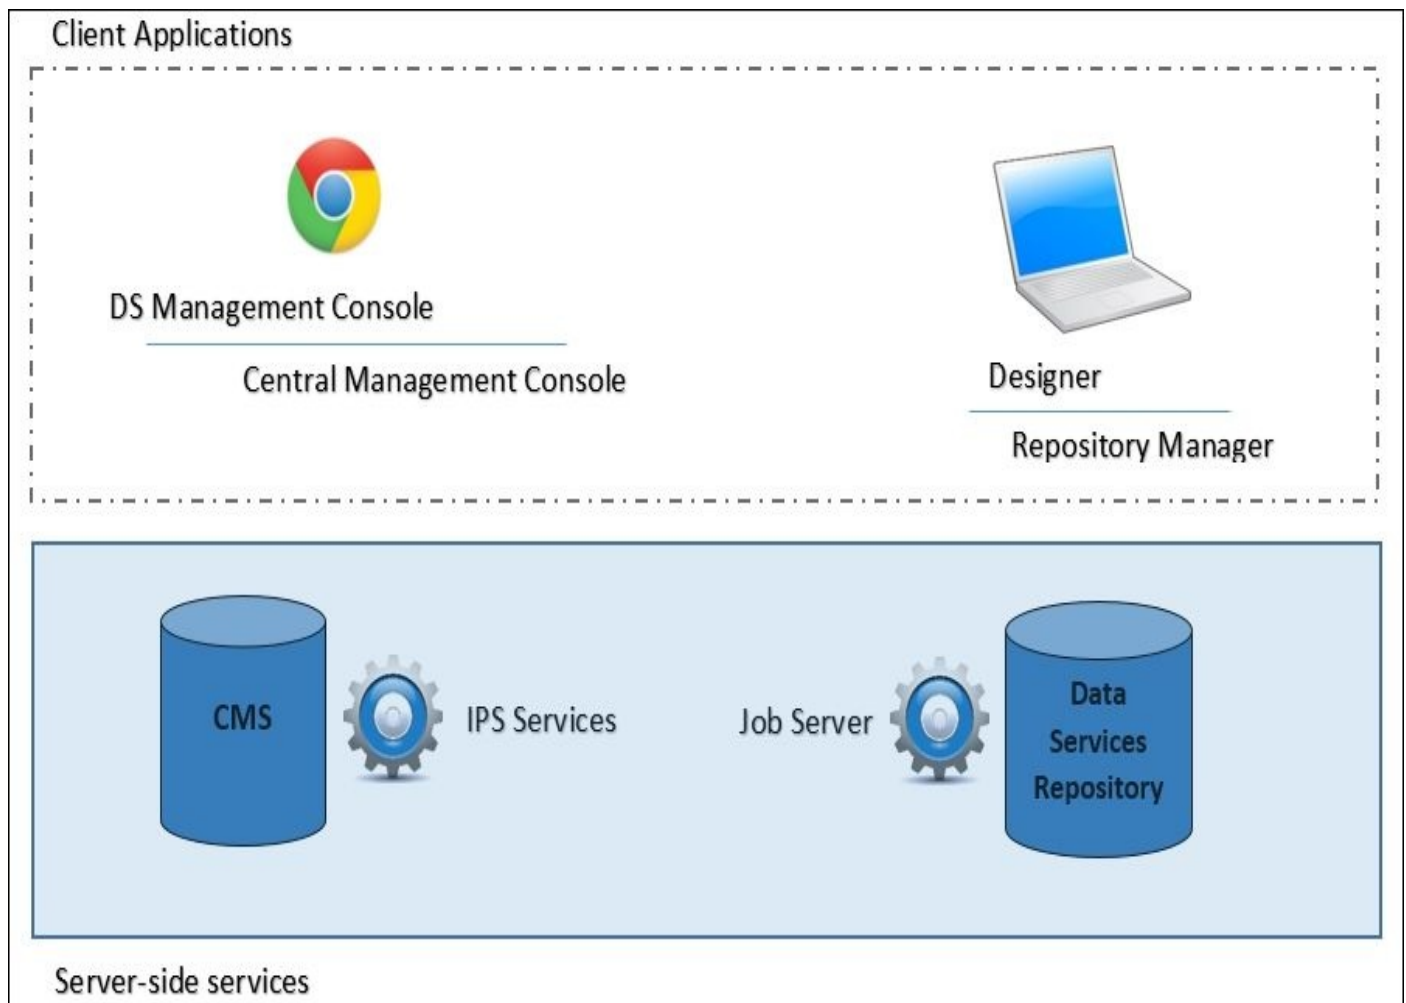 Client Applications
DS Management Console
Central Management Console
Designer
Repository Manager
CMS
IPS Services
Job Server
Data
Services
Repository
Server-side services